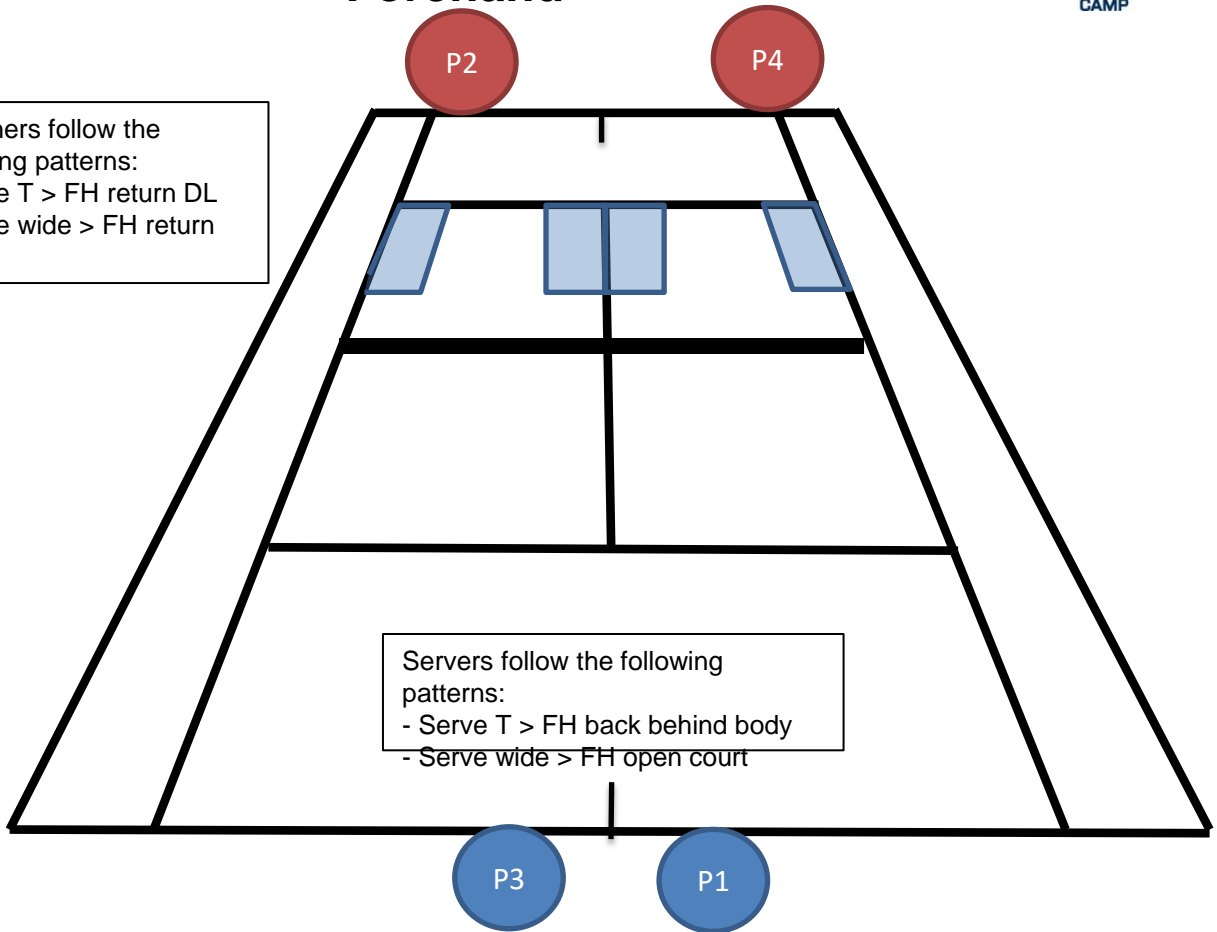 CAMP
P2
P4
ners follow the
ng patterns:
e T > FH return DL
e wide > FH return
Servers follow the following
patterns:
- Serve T > FH back behind body
- Serve wide > FH open court
P3
P1